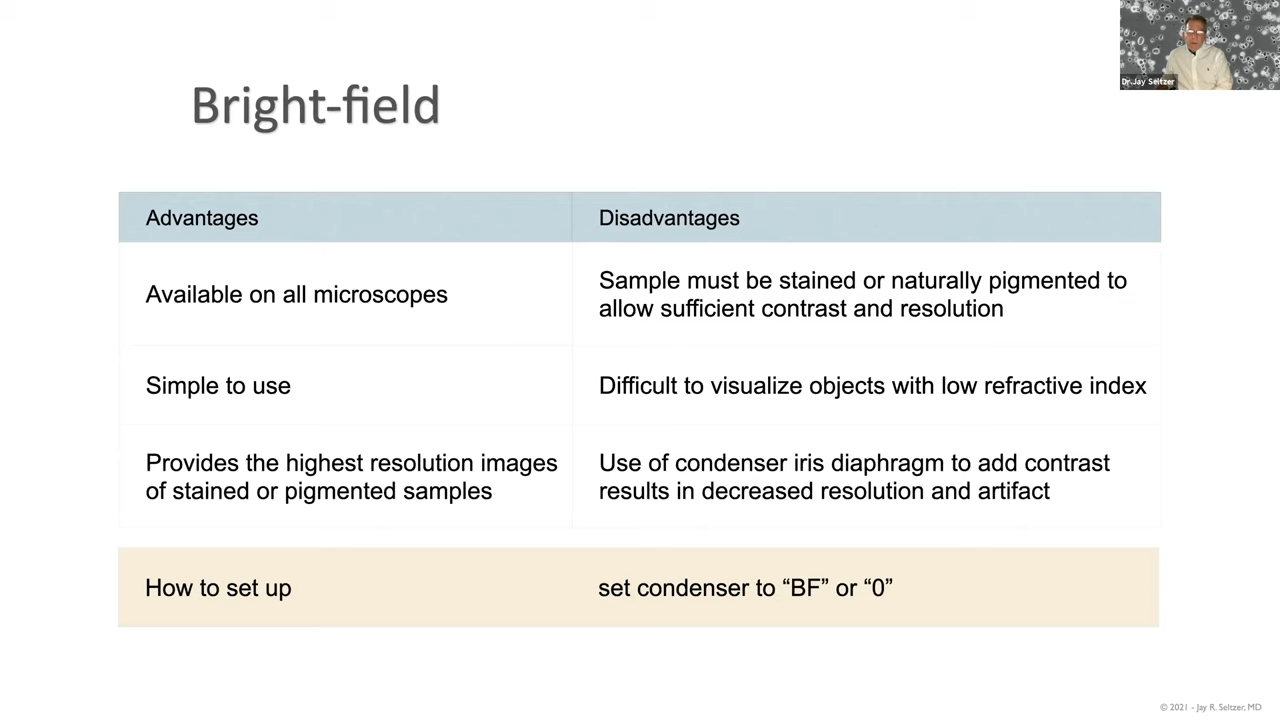 Dr.Jay Seltzer
Bright-field
Advantages
Disadvantages
Available on all microscopes
Sample must be stained or naturally pigmented to
allow sufficient contrast and resolution
Simple to use
Difficult to visualize objects with low refractive index
Provides the highest resolution images
of stained or pigmented samples
Use of condenser iris diaphragm to add contrast
results in decreased resolution and artifact
How to set up
set condenser to “BF” or “0”
© 2021 - Jay R. Seltzer, MD